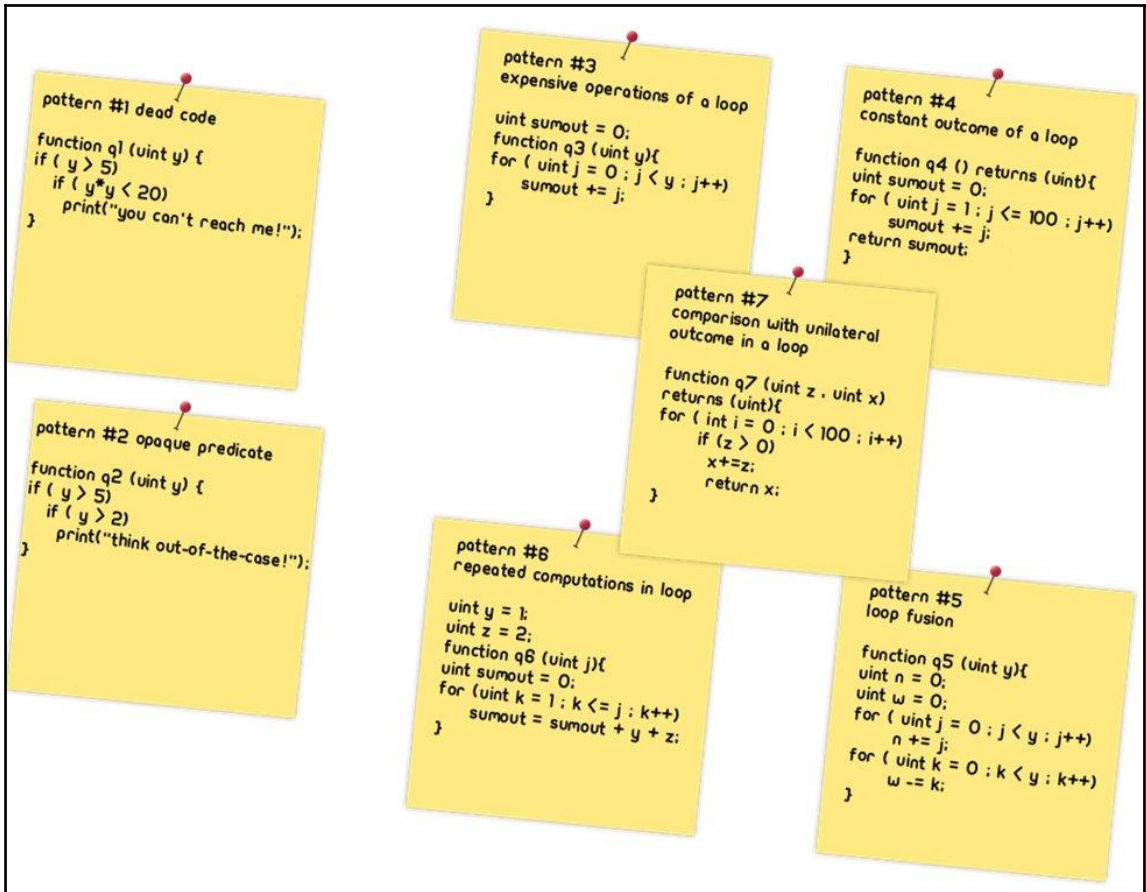 pattern #1 dead code
function q1 (uint y) {
if ( y > 5)
if ( y*y < 20)
print("you can't reach me!");
}
pattern #2 opaque predicate
function q2 (uint y) {
if ( y > 5)
if ( y > 2)
print("think out-of-the-case!");
}
pattern #3
expensive operations of a loop
uint sumout = 0;
function q3 (uint y){
for ( uint j = 0 ; j < y ; j++)
sumout += j;
}
pattern #4
constant outcome of a loop
function q4 () returns (uint){
uint sumout = 0;
for ( uint j = 1 ; j <= 100 ; j++)
sumout += j;
return sumout;
}
pattern #7
comparison with unilateral
outcome in a loop
function q7 (uint z , uint x)
returns (uint){
for ( int i = 0 ; i < 100 ; i++)
if (z > 0)
x+=z;
return x;
}
pattern #6
repeated computations in loop
uint y = 1;
uint z = 2;
function q6 (uint j){
uint sumout = 0;
for (uint k = 1 ; k <= j ; k++)
sumout = sumout + y + z;
}
pattern #5
loop fusion
function q5 (uint y){
uint n = 0;
uint w = 0;
for ( uint j = 0 ; j < y ; j++)
n += j;
for ( uint k = 0 ; k < y ; k++)
w -= k;
}